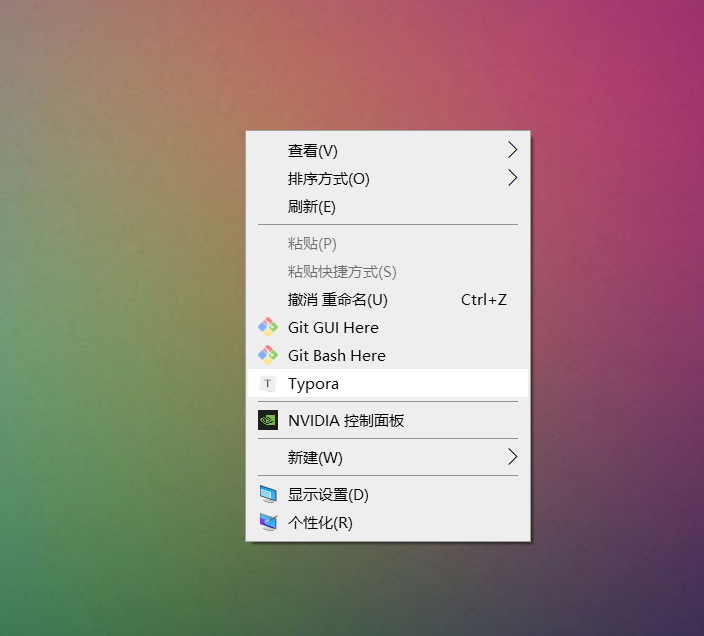 查看(V)
排序方式(O)
刷新(E)
粘贴(P)
粘贴快捷方式(S)
撤消 重命名(U) Ctrl+Z
Git GUI Here
Git Bash Here
T Typora
NVIDIA 控制面板
新建(W)
显示设置(D)
个性化(R)